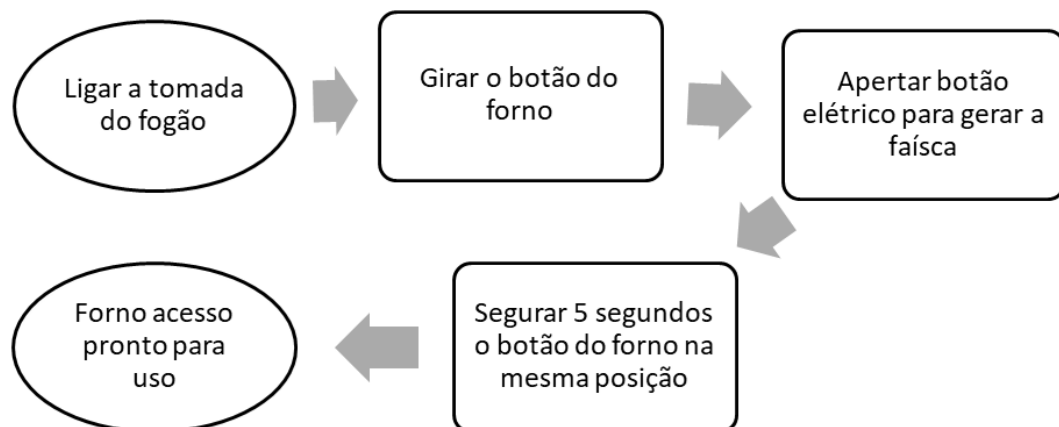 Ligar a tomada
do fogão
Girar o botão do
forno
Apertar botão
elétrico para gerar a
faísca
Segurar 5 segundos
o botão do forno na
mesma posição
Forno acesso
pronto para
uso